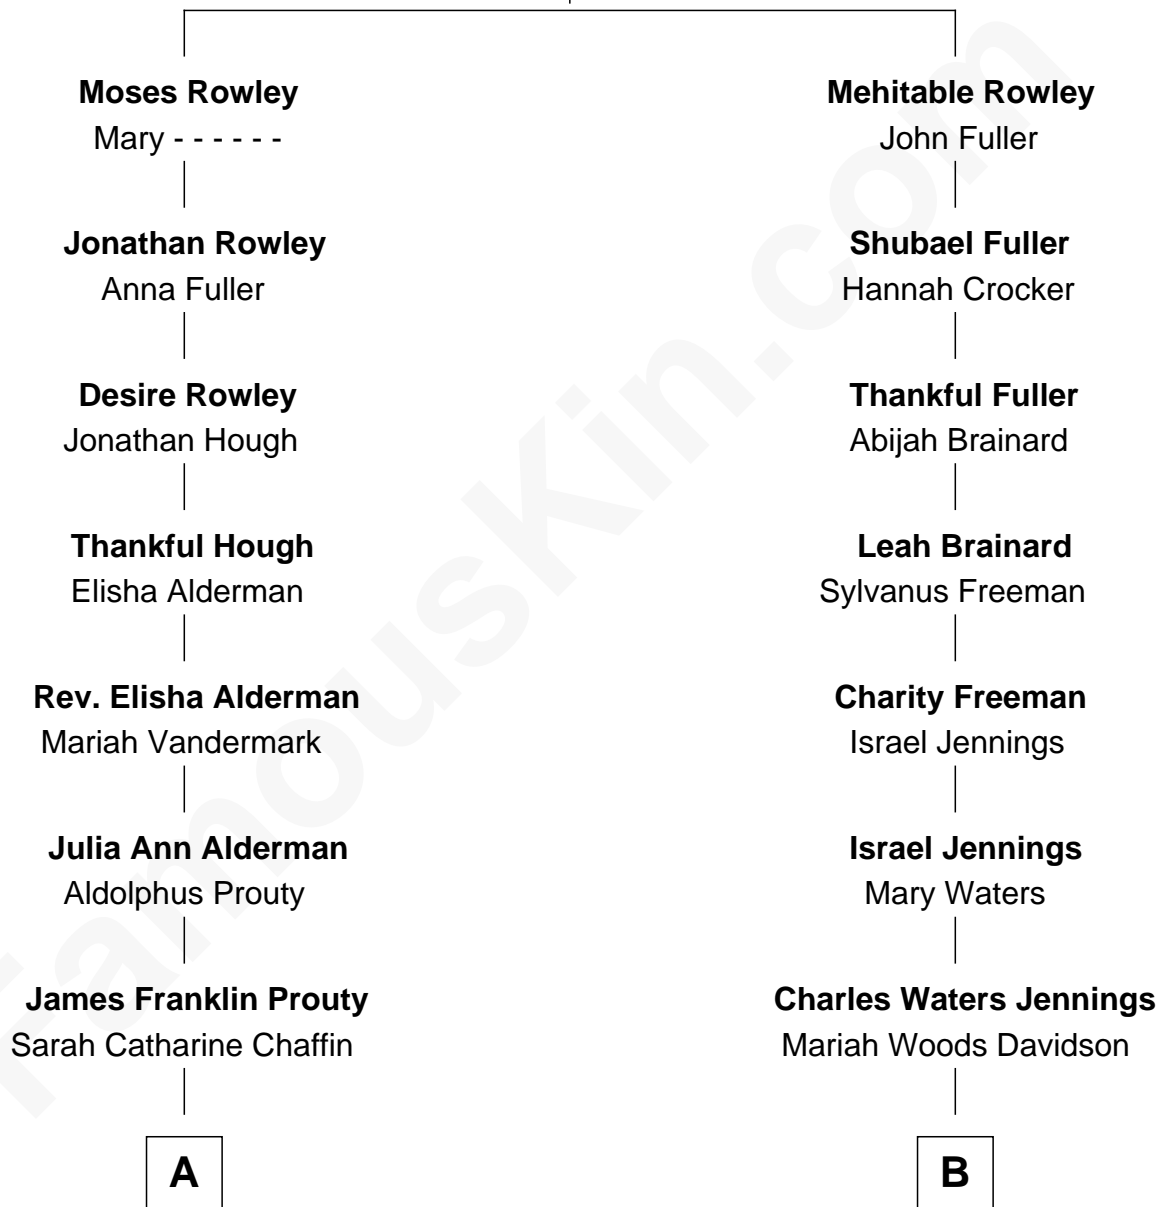 Moses Rowley
Mary - - - - - -
Jonathan Rowley
Anna Fuller
Desire Rowley
Jonathan Hough
Thankful Hough
Elisha Alderman
Rev. Elisha Alderman
Mariah Vandermark
Julia Ann Alderman
Aldolphus Prouty
James Franklin Prouty
Sarah Catharine Chaffin
A
Mehitable Rowley
John Fuller
Shubael Fuller
Hannah Crocker
Thankful Fuller
Abijah Brainard
Leah Brainard
Sylvanus Freeman
Charity Freeman
Israel Jennings
Israel Jennings
Mary Waters
Charles Waters Jennings
Mariah Woods Davidson
B
FamousKin.com